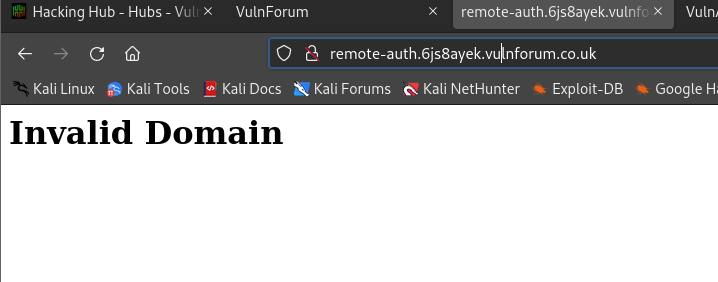 Hacking Hub - Hubs - Vuln
VulnForum
remote-auth.6js8ayek.vulnfo
VulnA
remote-auth.6js8ayek.vulnforum.co.uk
Kali Linux Kali Tools Kali Docs Kali Forums Kali NetHunter Exploit-DB Google Ha
Invalid Domain